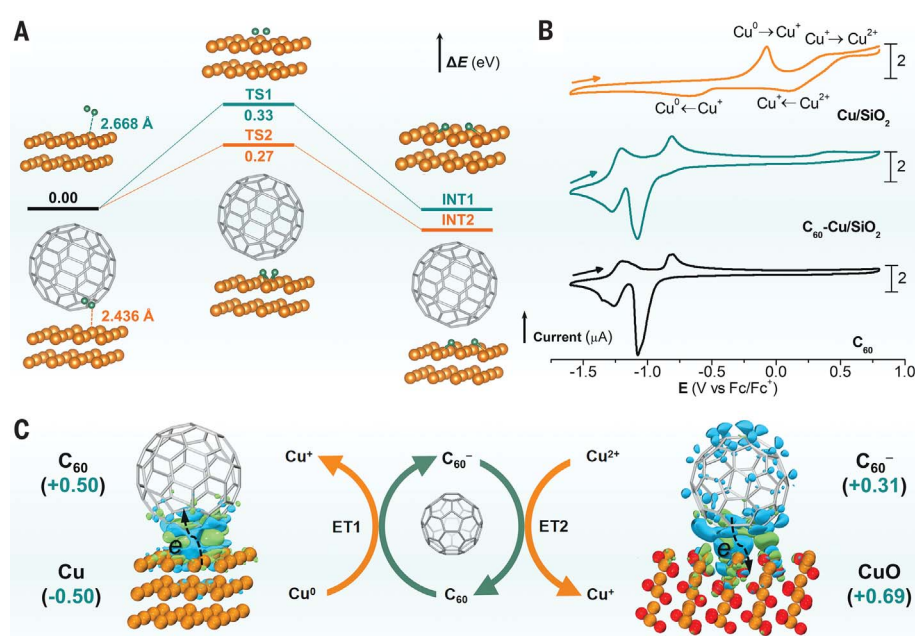 A
ΔE (eV)
TS1
0.33
TS2
0.27
2.668 Å
0.00
INT1
INT2
2.436 Å
B
Cu⁰→Cu⁺
Cu⁺→Cu²⁺
2
Cu⁰←Cu⁺
Cu⁺←Cu²⁺
Cu/SiO₂
2
C₆₀-Cu/SiO₂
2
Current (μA)
C₆₀
-1.5 -1.0 -0.5 0.0 0.5 1.0
E (V vs Fc/Fc⁺)
C
C₆₀
(+0.50)
e
Cu
(-0.50)
Cu⁺
C₆₀⁻
Cu²⁺
ET1
ET2
Cu⁰
C₆₀
Cu⁺
C₆₀⁻
(+0.31)
e
CuO
(+0.69)